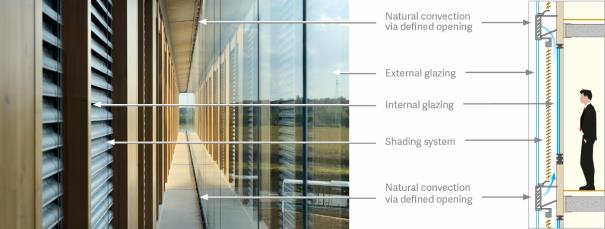 Natural convection
via defined opening
External glazing
Internal glazing
Shading system
Natural convection
via defined opening